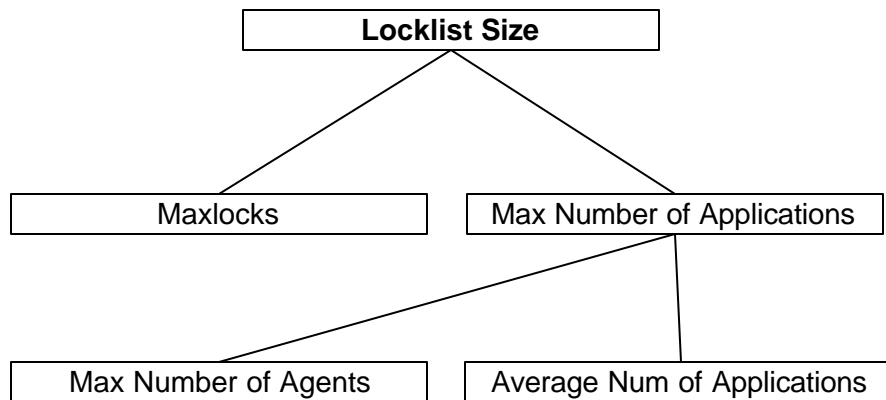 Locklist Size
Maxlocks
Max Number of Applications
Max Number of Agents
Average Num of Applications